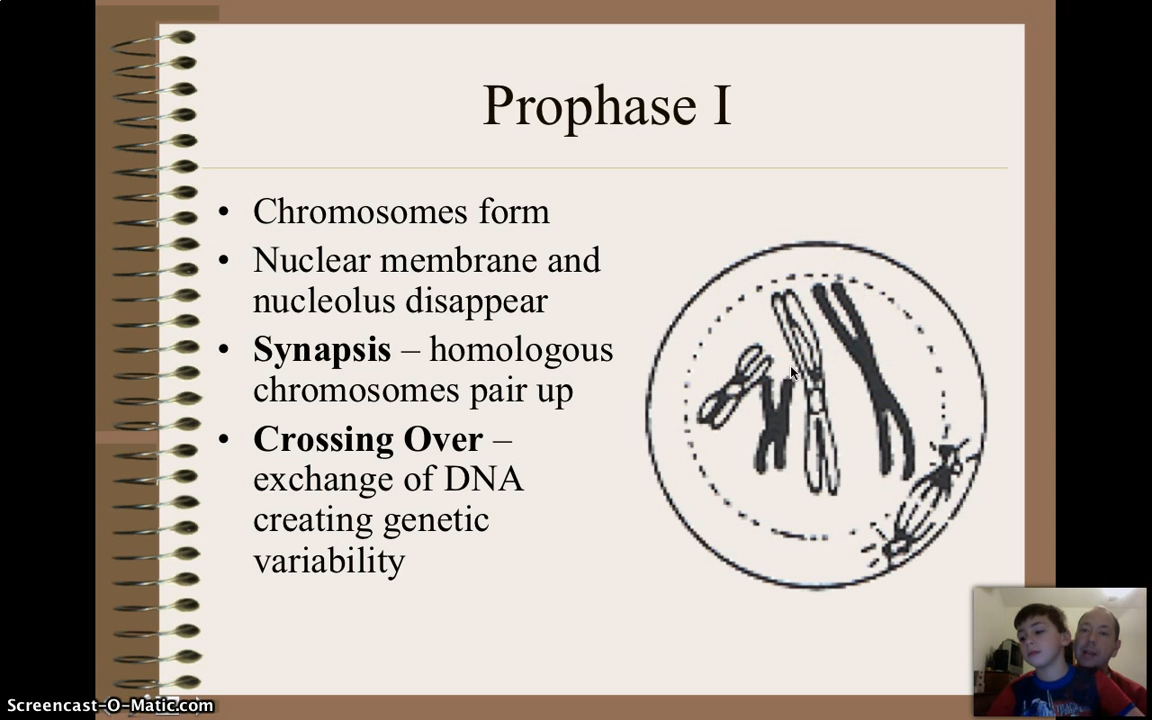 Prophase I
• Chromosomes form
• Nuclear membrane and
nucleolus disappear
• Synapsis – homologous
chromosomes pair up
• Crossing Over –
exchange of DNA
creating genetic
variability
Screencast-O-Matic.com